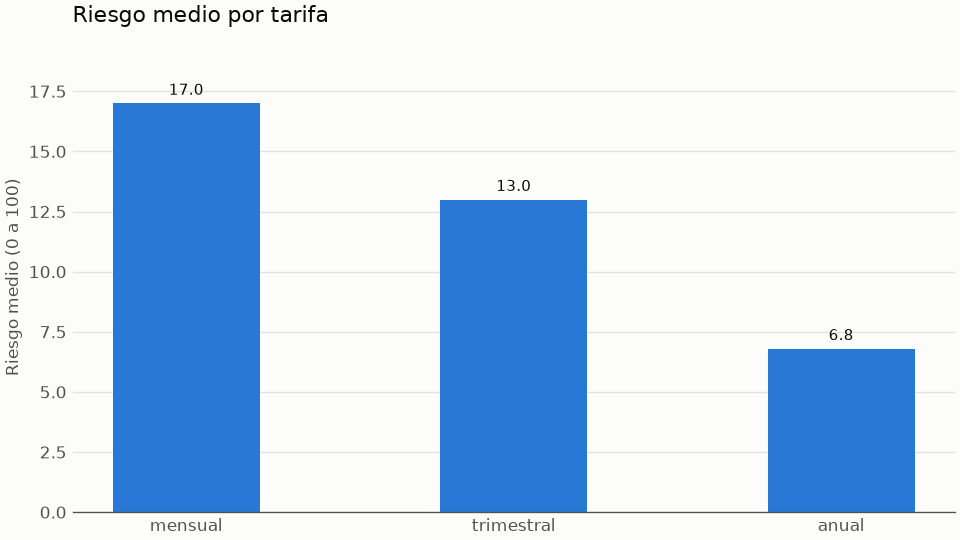 Riesgo medio por tarifa
Riesgo medio (0 a 100)
17.5
15.0
12.5
10.0
7.5
5.0
2.5
0.0
17.0
13.0
6.8
mensual
trimestral
anual